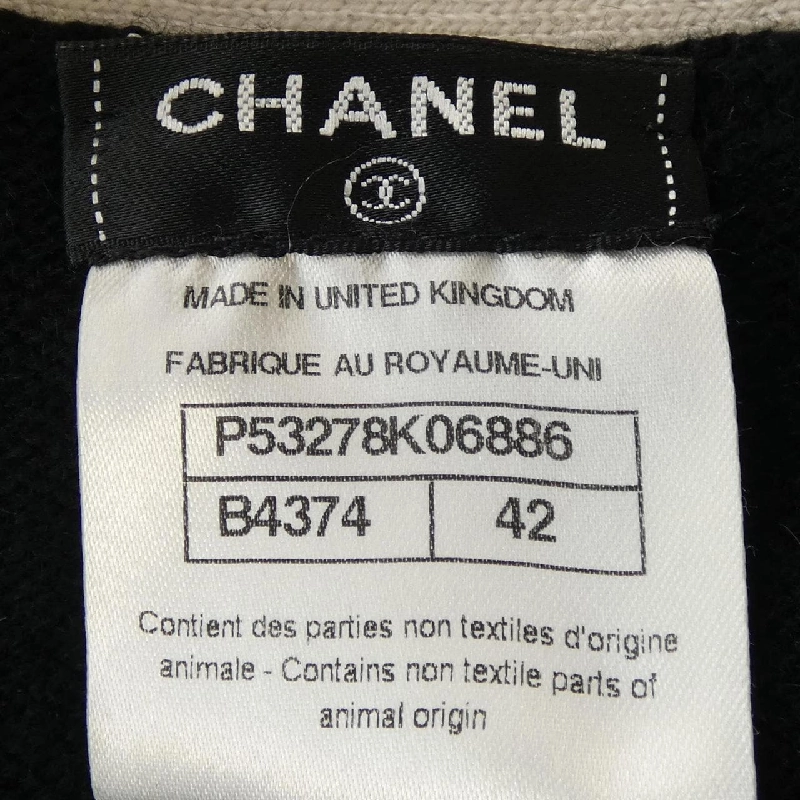 CHANEL
MADE IN UNITED KINGDOM
FABRIQUE AU ROYAUME-UNI
P53278K06886
B4374 42
Contient des parties non textiles d'origine
animale - Contains non textile parts of
animal origin